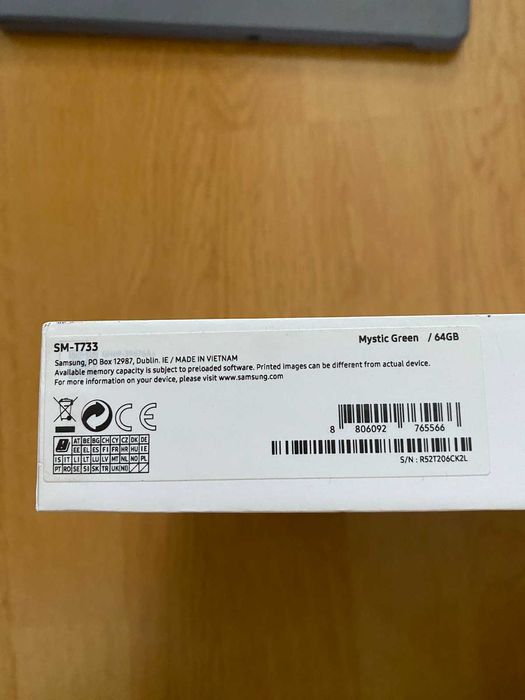 SM-T733
Mystic Green / 64GB
Samsung, PO Box 12987, Dublin. IE / MADE IN VIETNAM
Available memory capacity is subject to preloaded software. Printed images can be different from actual device.
For more information on your device, please visit www.samsung.com
CE
AT BE BG CH CY CZ DK DE
EE EL ES FI FR HR HU IE
IS IT LI LT LU LV MT NL NO PL
PT RO SE SI SK TR UK(NI)
8 806092 765566
S/N : R52T206CK2L